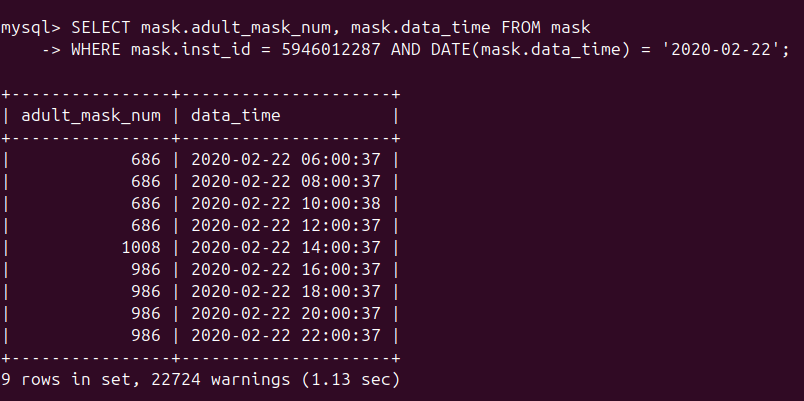 mysql> SELECT mask.adult_mask_num, mask.data_time FROM mask
    -> WHERE mask.inst_id = 5946012287 AND DATE(mask.data_time) = '2020-02-22';
+----------------+---------------------+
| adult_mask_num | data_time           |
+----------------+---------------------+
|            686 | 2020-02-22 06:00:37 |
|            686 | 2020-02-22 08:00:37 |
|            686 | 2020-02-22 10:00:38 |
|            686 | 2020-02-22 12:00:37 |
|           1008 | 2020-02-22 14:00:37 |
|            986 | 2020-02-22 16:00:37 |
|            986 | 2020-02-22 18:00:37 |
|            986 | 2020-02-22 20:00:37 |
|            986 | 2020-02-22 22:00:37 |
+----------------+---------------------+
9 rows in set, 22724 warnings (1.13 sec)